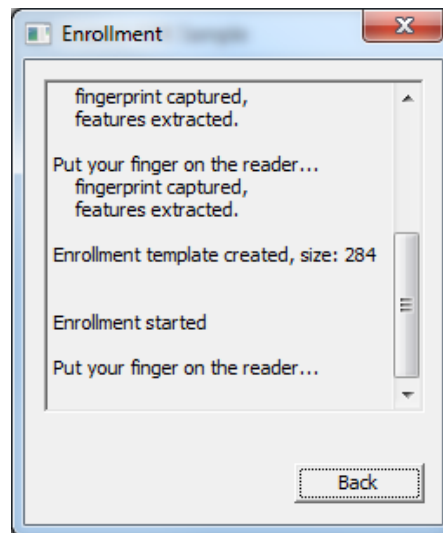 Enrollment
fingerprint captured,
features extracted.
Put your finger on the reader...
fingerprint captured,
features extracted.
Enrollment template created, size: 284
Enrollment started
Put your finger on the reader...
Back